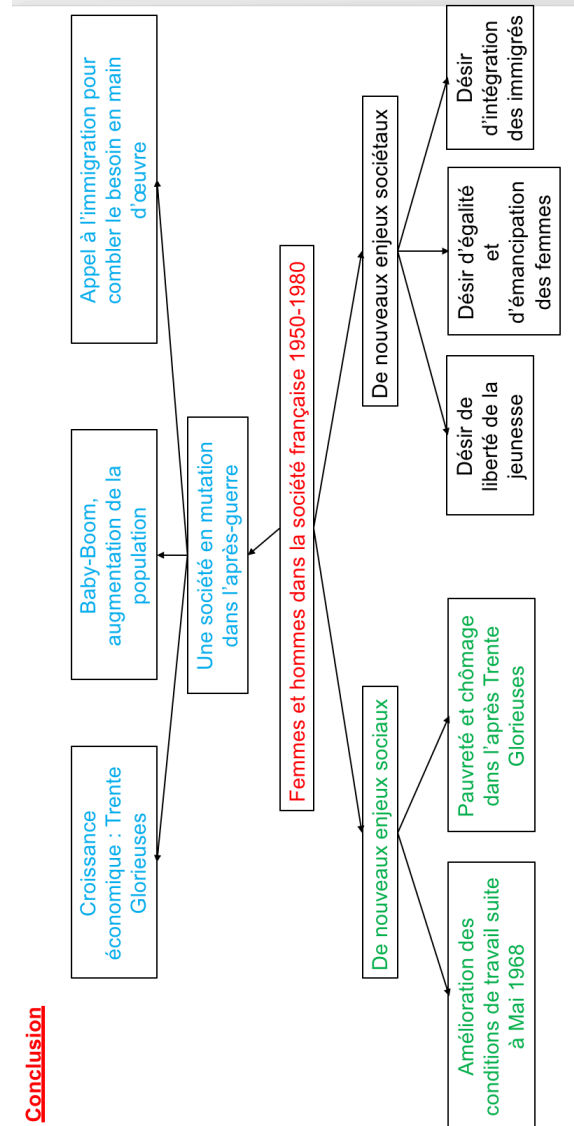 Conclusion
Croissance
économique : Trente
Glorieuses
Baby-Boom,
augmentation de la
population
Appel à l'immigration pour
combler le besoin en main
d'œuvre
Une société en mutation
dans l'après-guerre
Femmes et hommes dans la société française 1950-1980
De nouveaux enjeux sociaux
De nouveaux enjeux sociétaux
Amélioration des
conditions de travail suite
à Mai 1968
Pauvreté et chômage
dans l'après Trente
Glorieuses
Désir de
liberté de la
jeunesse
Désir d'égalité
et
d'émancipation
des femmes
Désir
d'intégration
des immigrés